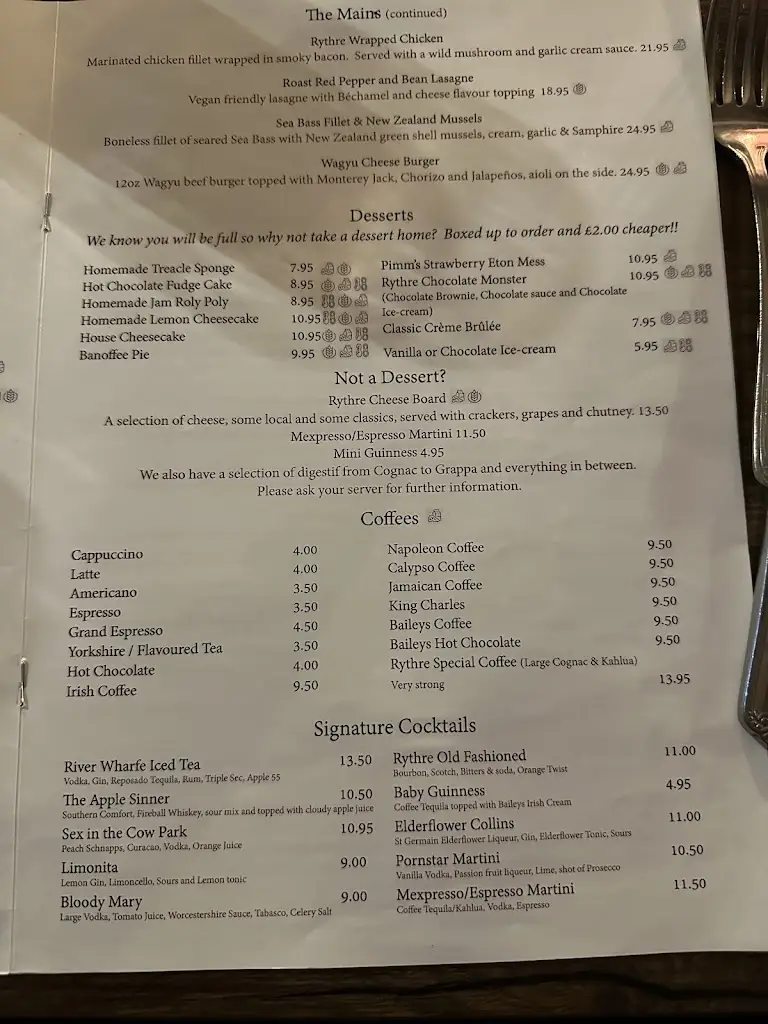 The Mains (continued)
Rythre Wrapped Chicken
Marinated chicken fillet wrapped in smoky bacon. Served with a wild mushroom and garlic cream sauce. 21.95
Roast Red Pepper and Bean Lasagne
Vegan friendly lasagne with Béchamel and cheese flavour topping 18.95
Sea Bass Fillet & New Zealand Mussels
Boneless fillet of seared Sea Bass with New Zealand green shell mussels, cream, garlic & Samphire 24.95
Wagyu Cheese Burger
12oz Wagyu beef burger topped with Monterey Jack, Chorizo and Jalapeños, aioli on the side. 24.95
Desserts
We know you will be full so why not take a dessert home? Boxed up to order and £2.00 cheaper!!
Homemade Treacle Sponge 7.95
Hot Chocolate Fudge Cake 8.95
Homemade Jam Roly Poly 8.95
Homemade Lemon Cheesecake 10.95
House Cheesecake 10.95
Banoffee Pie 9.95
Pimm's Strawberry Eton Mess 10.95
Rythre Chocolate Monster 10.95
(Chocolate Brownie, Chocolate sauce and Chocolate
Ice-cream)
Classic Crème Brûlée 7.95
Vanilla or Chocolate Ice-cream 5.95
Not a Dessert?
Rythre Cheese Board
A selection of cheese, some local and some classics, served with crackers, grapes and chutney. 13.50
Mexpresso/Espresso Martini 11.50
Mini Guinness 4.95
We also have a selection of digestif from Cognac to Grappa and everything in between.
Please ask your server for further information.
Coffees
Cappuccino 4.00
Latte 4.00
Americano 3.50
Espresso 3.50
Grand Espresso 4.50
Yorkshire / Flavoured Tea 3.50
Hot Chocolate 4.00
Irish Coffee 9.50
Napoleon Coffee 9.50
Calypso Coffee 9.50
Jamaican Coffee 9.50
King Charles 9.50
Baileys Coffee 9.50
Baileys Hot Chocolate 9.50
Rythre Special Coffee (Large Cognac & Kahlua)
Very strong 13.95
Signature Cocktails
River Wharfe Iced Tea 13.50
Vodka, Gin, Reposado Tequila, Rum, Triple Sec, Apple 55
The Apple Sinner 10.50
Southern Comfort, Fireball Whiskey, sour mix and topped with cloudy apple juice
Sex in the Cow Park 10.95
Peach Schnapps, Curacao, Vodka, Orange Juice
Limonita 9.00
Lemon Gin, Limoncello, Sours and Lemon tonic
Bloody Mary 9.00
Large Vodka, Tomato Juice, Worcestershire Sauce, Tabasco, Celery Salt
Rythre Old Fashioned 11.00
Bourbon, Scotch, Bitters & soda, Orange Twist
Baby Guinness 4.95
Coffee Tequila topped with Baileys Irish Cream
Elderflower Collins 11.00
St Germain Elderflower Liqueur, Gin, Elderflower Tonic, Sours
Pornstar Martini 10.50
Vanilla Vodka, Passion fruit liqueur, Lime, shot of Prosecco
Mexpresso/Espresso Martini 11.50
Coffee Tequila/Kahlua, Vodka, Espresso